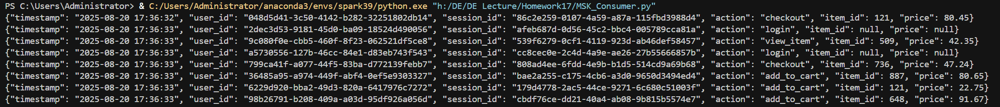 PS C:\Users\Administrator> & C:/Users/Administrator/anaconda3/envs/spark39/python.exe "h:/DE/DE Lecture/Homework17/MSK_Consumer.py"
{"timestamp": "2025-08-20 17:36:32", "user_id": "048d5d41-3c50-4142-b282-32251802db14", "session_id": "86c2e259-0107-4a59-a87a-115fbd3988d4", "action": "checkout", "item_id": 121, "price": 80.45}
{"timestamp": "2025-08-20 17:36:33", "user_id": "2dec3d53-9181-45d0-ba09-18524d490056", "session_id": "afeb687d-0d56-45c2-bbc4-005789cca81a", "action": "login", "item_id": null, "price": null}
{"timestamp": "2025-08-20 17:36:33", "user_id": "9c080f0e-cbb5-460f-8f23-062521df5ce8", "session_id": "539f6279-0cf1-4119-923d-ab46def58457", "action": "view_item", "item_id": 509, "price": 42.35}
{"timestamp": "2025-08-20 17:36:33", "user_id": "a5730556-127b-46cc-84e1-d83eb743f543", "session_id": "cc8cec0e-2c4d-4a9e-ae26-27b55666857b", "action": "login", "item_id": null, "price": null}
{"timestamp": "2025-08-20 17:36:33", "user_id": "799ca41f-a077-44f5-83ba-d772139febb7", "session_id": "808ad4ee-6fdd-4e9b-b1d5-514cd9a69b68", "action": "checkout", "item_id": 736, "price": 47.24}
{"timestamp": "2025-08-20 17:36:33", "user_id": "36485a95-a974-449f-abf4-0ef5e9303327", "session_id": "bae2a255-c175-4cb6-a3d0-9650d3494ed4", "action": "add_to_cart", "item_id": 887, "price": 80.65}
{"timestamp": "2025-08-20 17:36:33", "user_id": "6229d920-bba2-49d3-820a-6417976c7272", "session_id": "179d4778-2ac5-44ce-9271-6c680c51003f", "action": "add_to_cart", "item_id": 121, "price": 22.75}
{"timestamp": "2025-08-20 17:36:33", "user_id": "98b26791-b208-409a-a03d-95df926a056d", "session_id": "cbdf76ce-dd21-40a4-ab08-9b815b5574e7", "action": "add_to_cart", "item_id": 648, "price": 91.67}